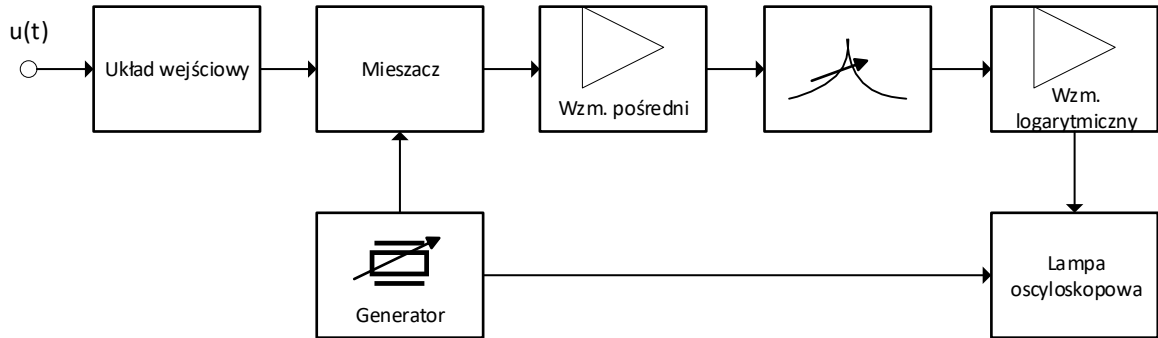 u(t)
Układ wejściowy
Mieszacz
Wzm. pośredni
Wzm.
logarytmiczny
Generator
Lampa
oscyloskopowa